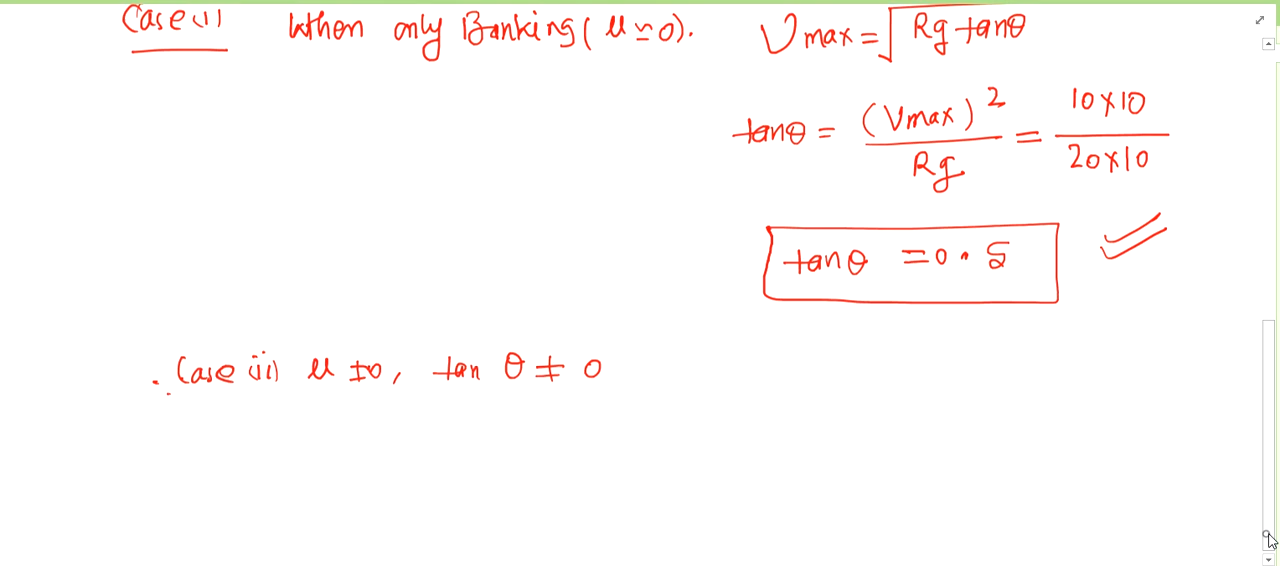 Case (i) When only Banking (μ = 0). Vmax = √Rg tanθ
tanθ = (Vmax)² / Rg = 10×10 / 20×10
tanθ = 0.5
Case (ii) μ ≠ 0, tan θ ≠ 0